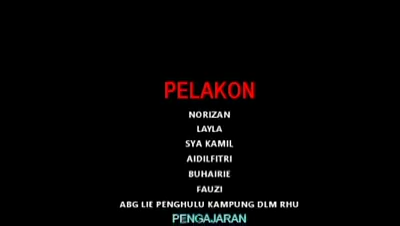 PELAKON
NORIZAN
LAYLA
SYA KAMIL
AIDILFITRI
BUHAIRIE
FAUZI
ABG LIE PENGHULU KAMPUNG DLM RHU
PENGAJARAN